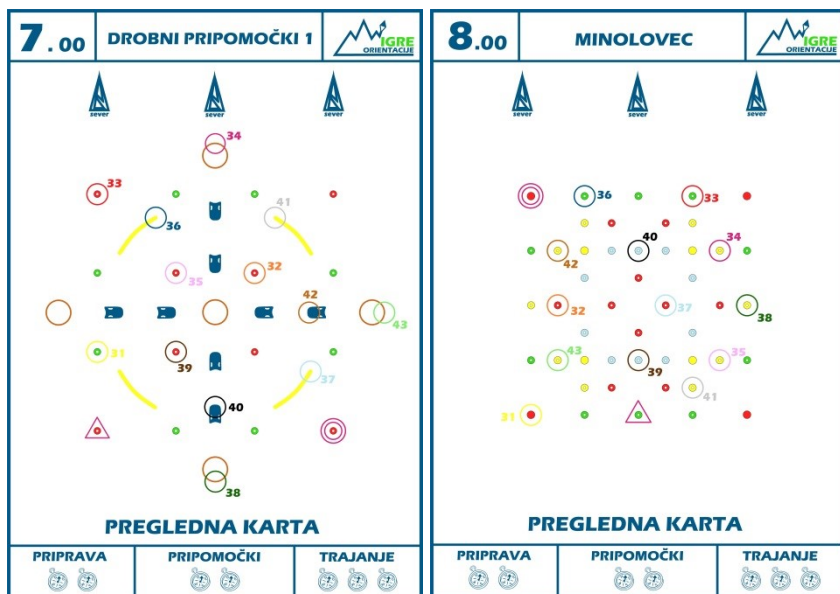 7.00
DROBNI PRIPOMOČKI 1
IGRE
ORIENTACIJE
sever
sever
sever
34
33
41
36
35
32
42
43
31
39
37
40
38
PREGLEDNA KARTA
PRIPRAVA
PRIPOMOČKI
TRAJANJE
8.00
MINOLOVEC
IGRE
ORIENTACIJE
sever
sever
sever
36
33
40
34
42
32
37
38
43
39
35
41
31
PREGLEDNA KARTA
PRIPRAVA
PRIPOMOČKI
TRAJANJE